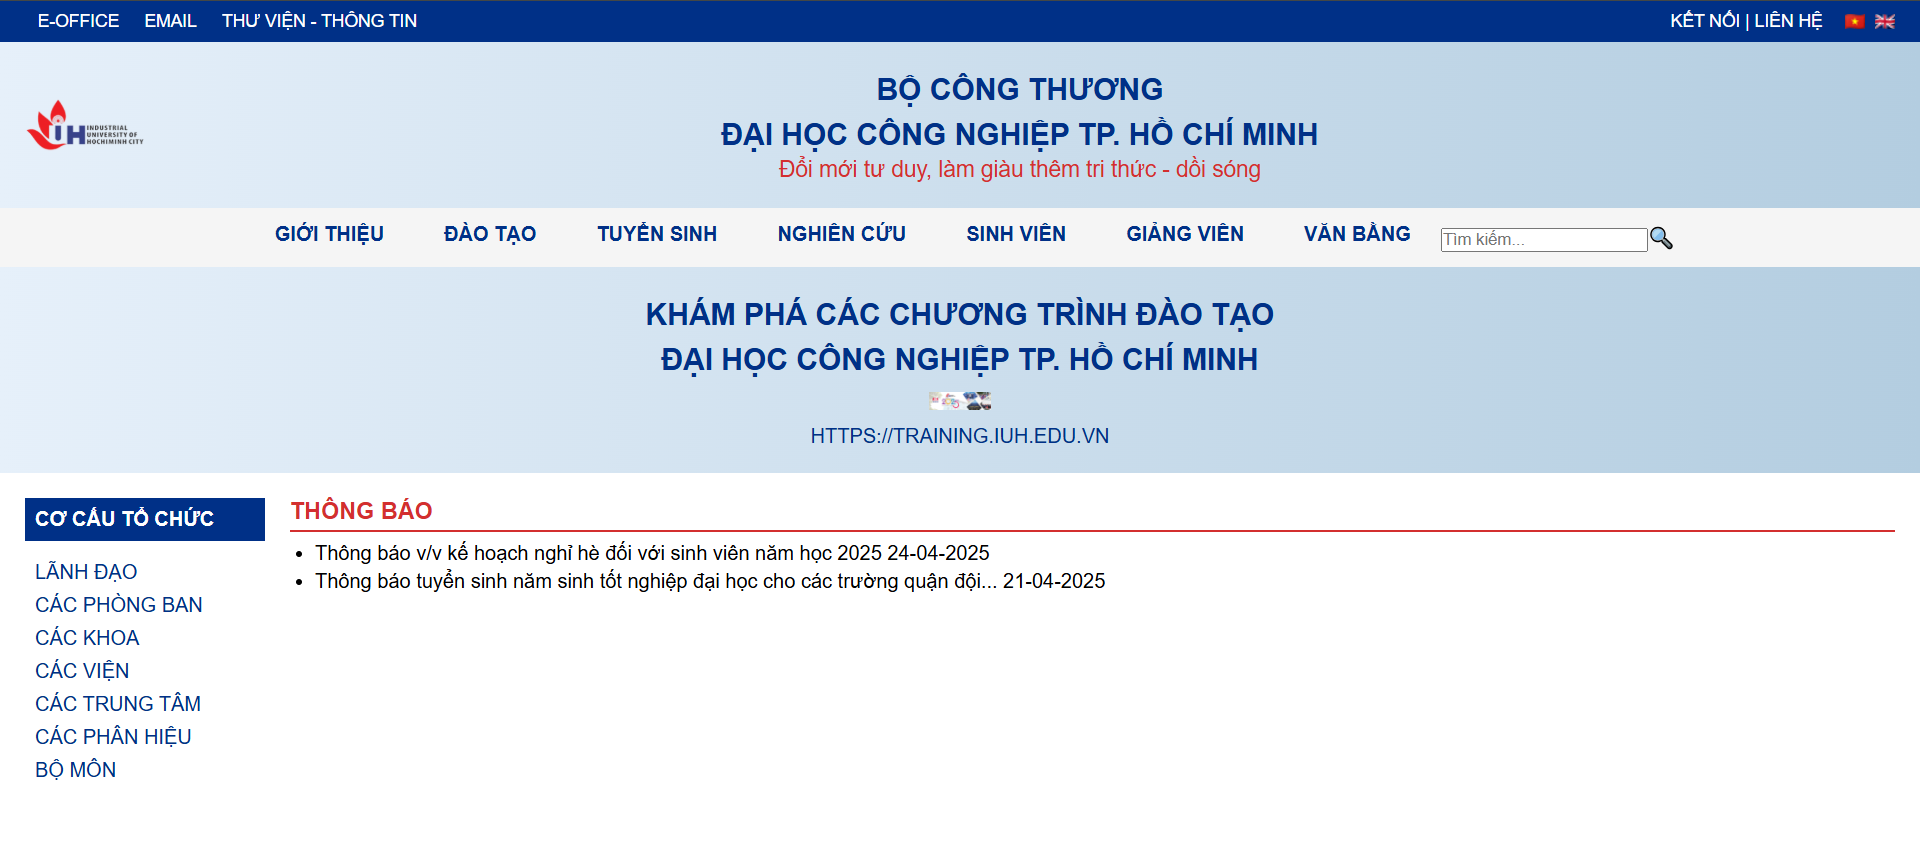 E-OFFICE EMAIL THƯ VIỆN - THÔNG TIN KẾT NỐI | LIÊN HỆ
INDUSTRIAL
UNIVERSITY OF
HOCHIMINH CITY
IUH
BỘ CÔNG THƯƠNG
ĐẠI HỌC CÔNG NGHIỆP TP. HỒ CHÍ MINH
Đổi mới tư duy, làm giàu thêm tri thức - dồi sóng
GIỚI THIỆU ĐÀO TẠO TUYỂN SINH NGHIÊN CỨU SINH VIÊN GIẢNG VIÊN VĂN BẰNG Tìm kiếm...
KHÁM PHÁ CÁC CHƯƠNG TRÌNH ĐÀO TẠO
ĐẠI HỌC CÔNG NGHIỆP TP. HỒ CHÍ MINH
HTTPS://TRAINING.IUH.EDU.VN
CƠ CẤU TỔ CHỨC
LÃNH ĐẠO
CÁC PHÒNG BAN
CÁC KHOA
CÁC VIỆN
CÁC TRUNG TÂM
CÁC PHÂN HIỆU
BỘ MÔN
THÔNG BÁO
Thông báo v/v kế hoạch nghỉ hè đối với sinh viên năm học 2025 24-04-2025
Thông báo tuyển sinh năm sinh tốt nghiệp đại học cho các trường quận đội... 21-04-2025